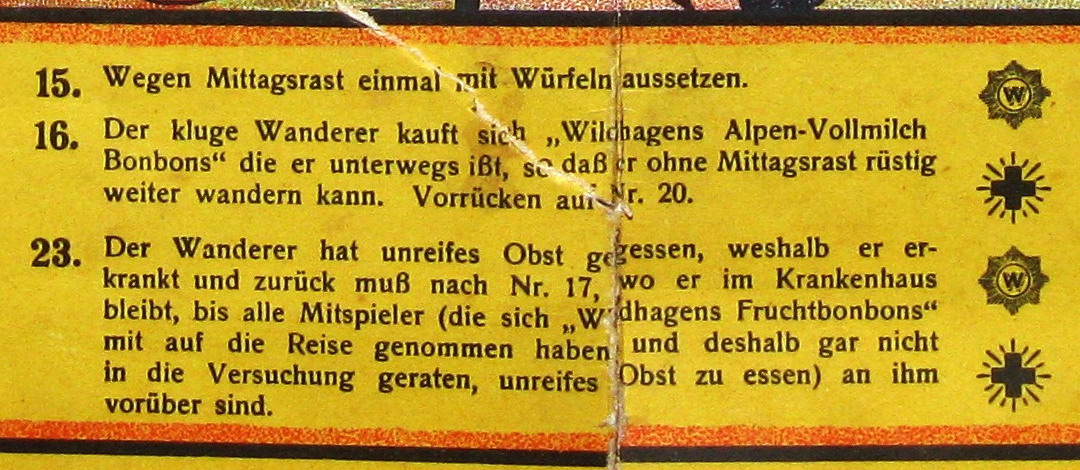 15. Wegen Mittagsrast einmal mit Würfeln aussetzen.
16. Der kluge Wanderer kauft sich „Wildhagens Alpen-Vollmilch
Bonbons“ die er unterwegs ißt, so daß er ohne Mittagsrast rüstig
weiter wandern kann. Vorrücken auf Nr. 20.
23. Der Wanderer hat unreifes Obst gegessen, weshalb er er-
krankt und zurück muß nach Nr. 17, wo er im Krankenhaus
bleibt, bis alle Mitspieler (die sich „Wildhagens Fruchtbonbons“
mit auf die Reise genommen haben und deshalb gar nicht
in die Versuchung geraten, unreifes Obst zu essen) an ihm
vorüber sind.
W
W